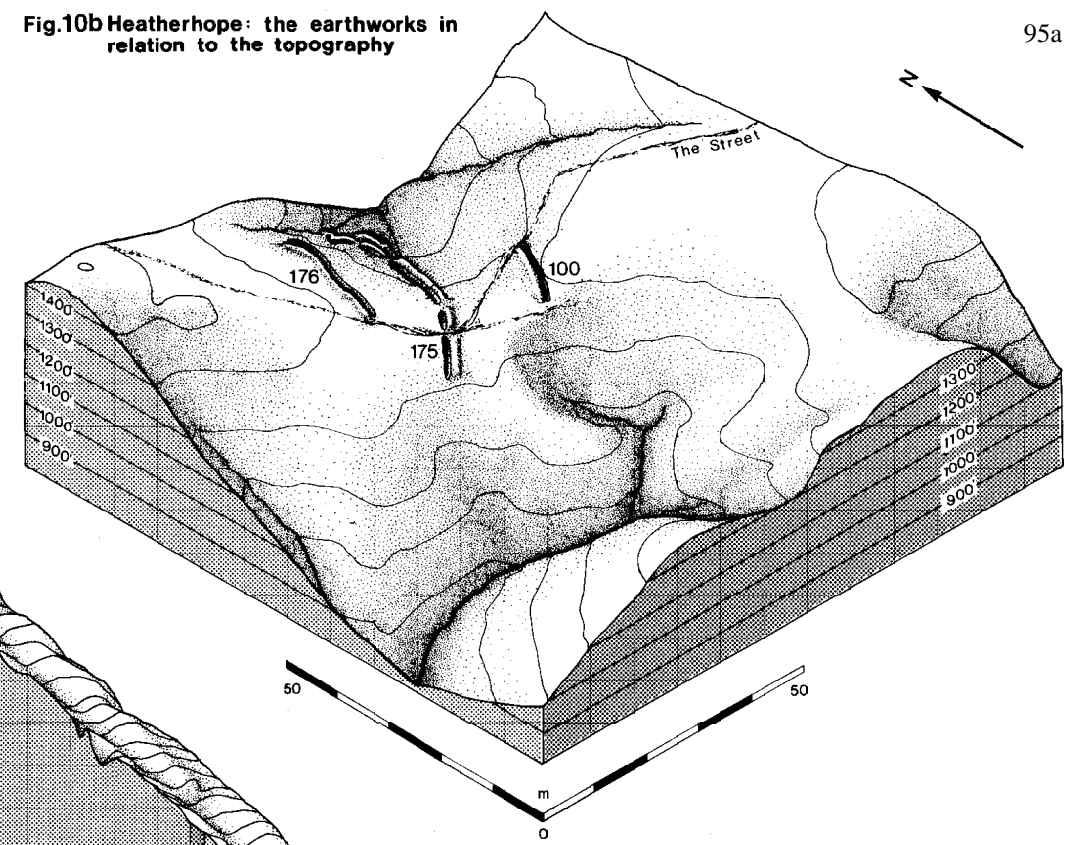 Fig.10b Heatherhope: the earthworks in
relation to the topography
95a
N
The Street
176
100
175
1400
1300
1200
1100
1000
900
1300
1200
1100
1000
900
50
50
m
0